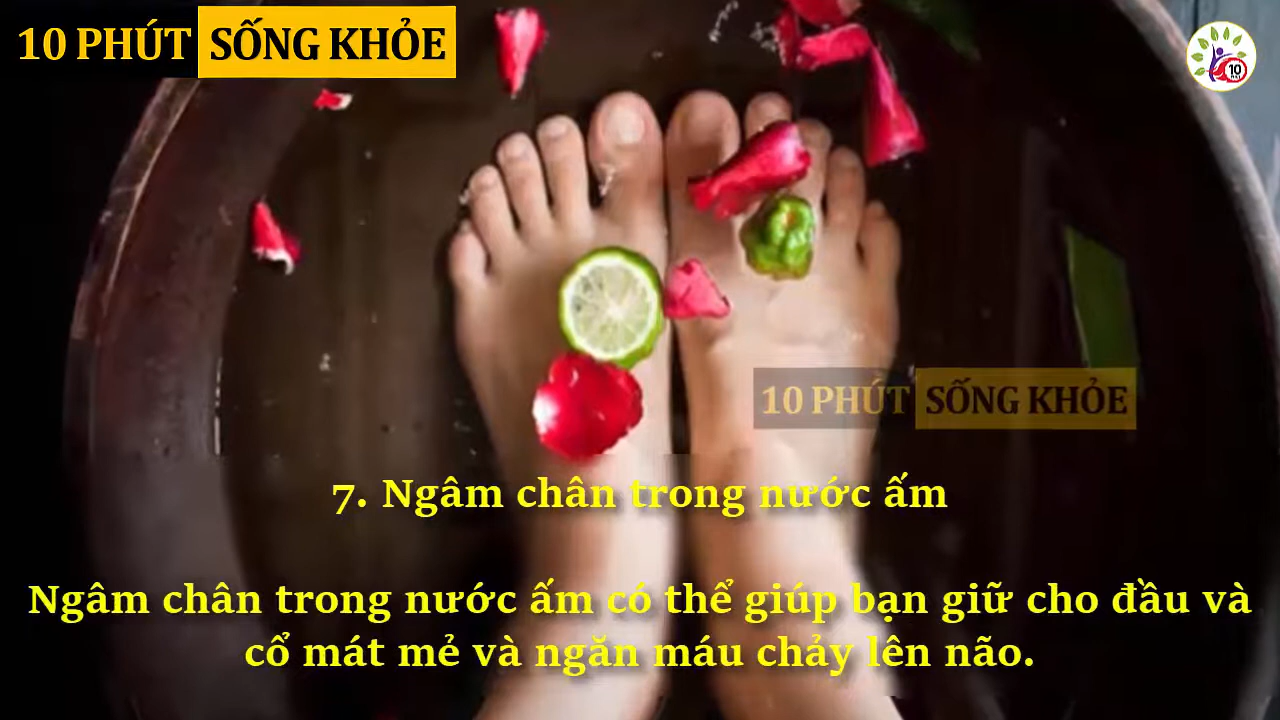 10 PHÚT SỐNG KHỎE
10
10 PHÚT SỐNG KHỎE
7. Ngâm chân trong nước ấm
Ngâm chân trong nước ấm có thể giúp bạn giữ cho đầu và
cổ mát mẻ và ngăn máu chảy lên não.